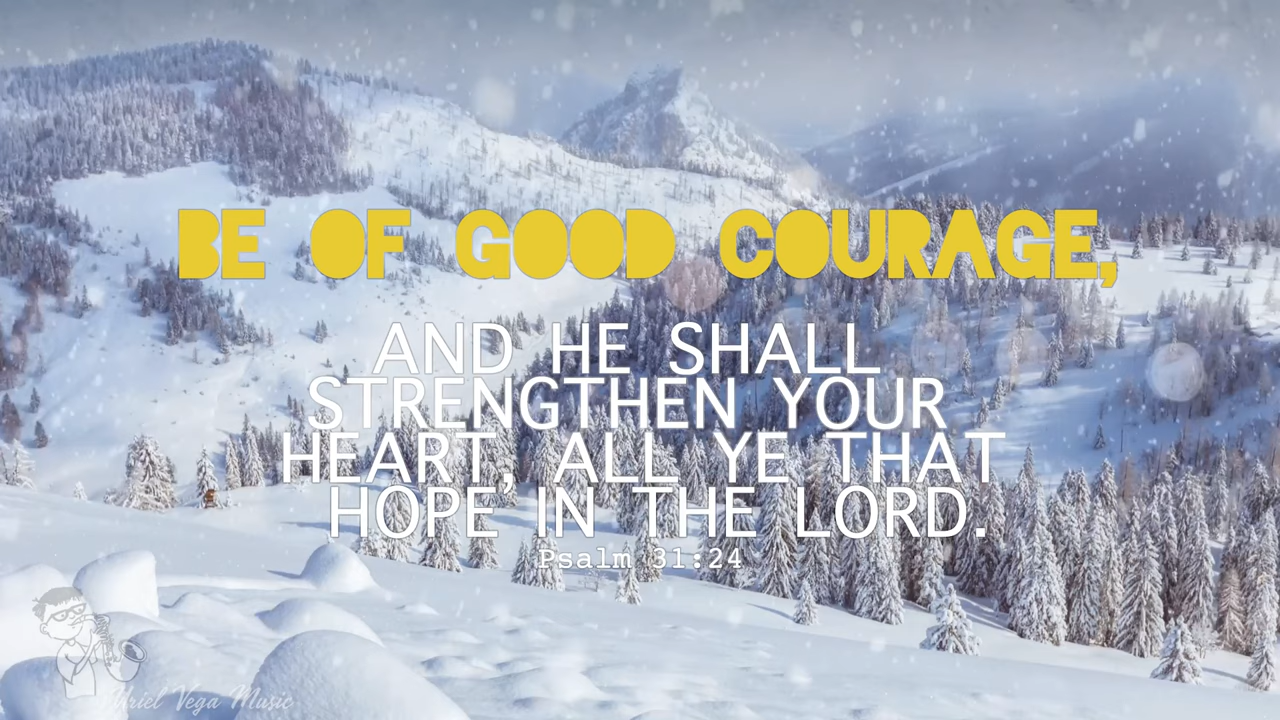 BE OF GOOD COURAGE,
AND HE SHALL
STRENGTHEN YOUR
HEART, ALL YE THAT
HOPE IN THE LORD.
Psalm 31:24
Uriel Vega Music